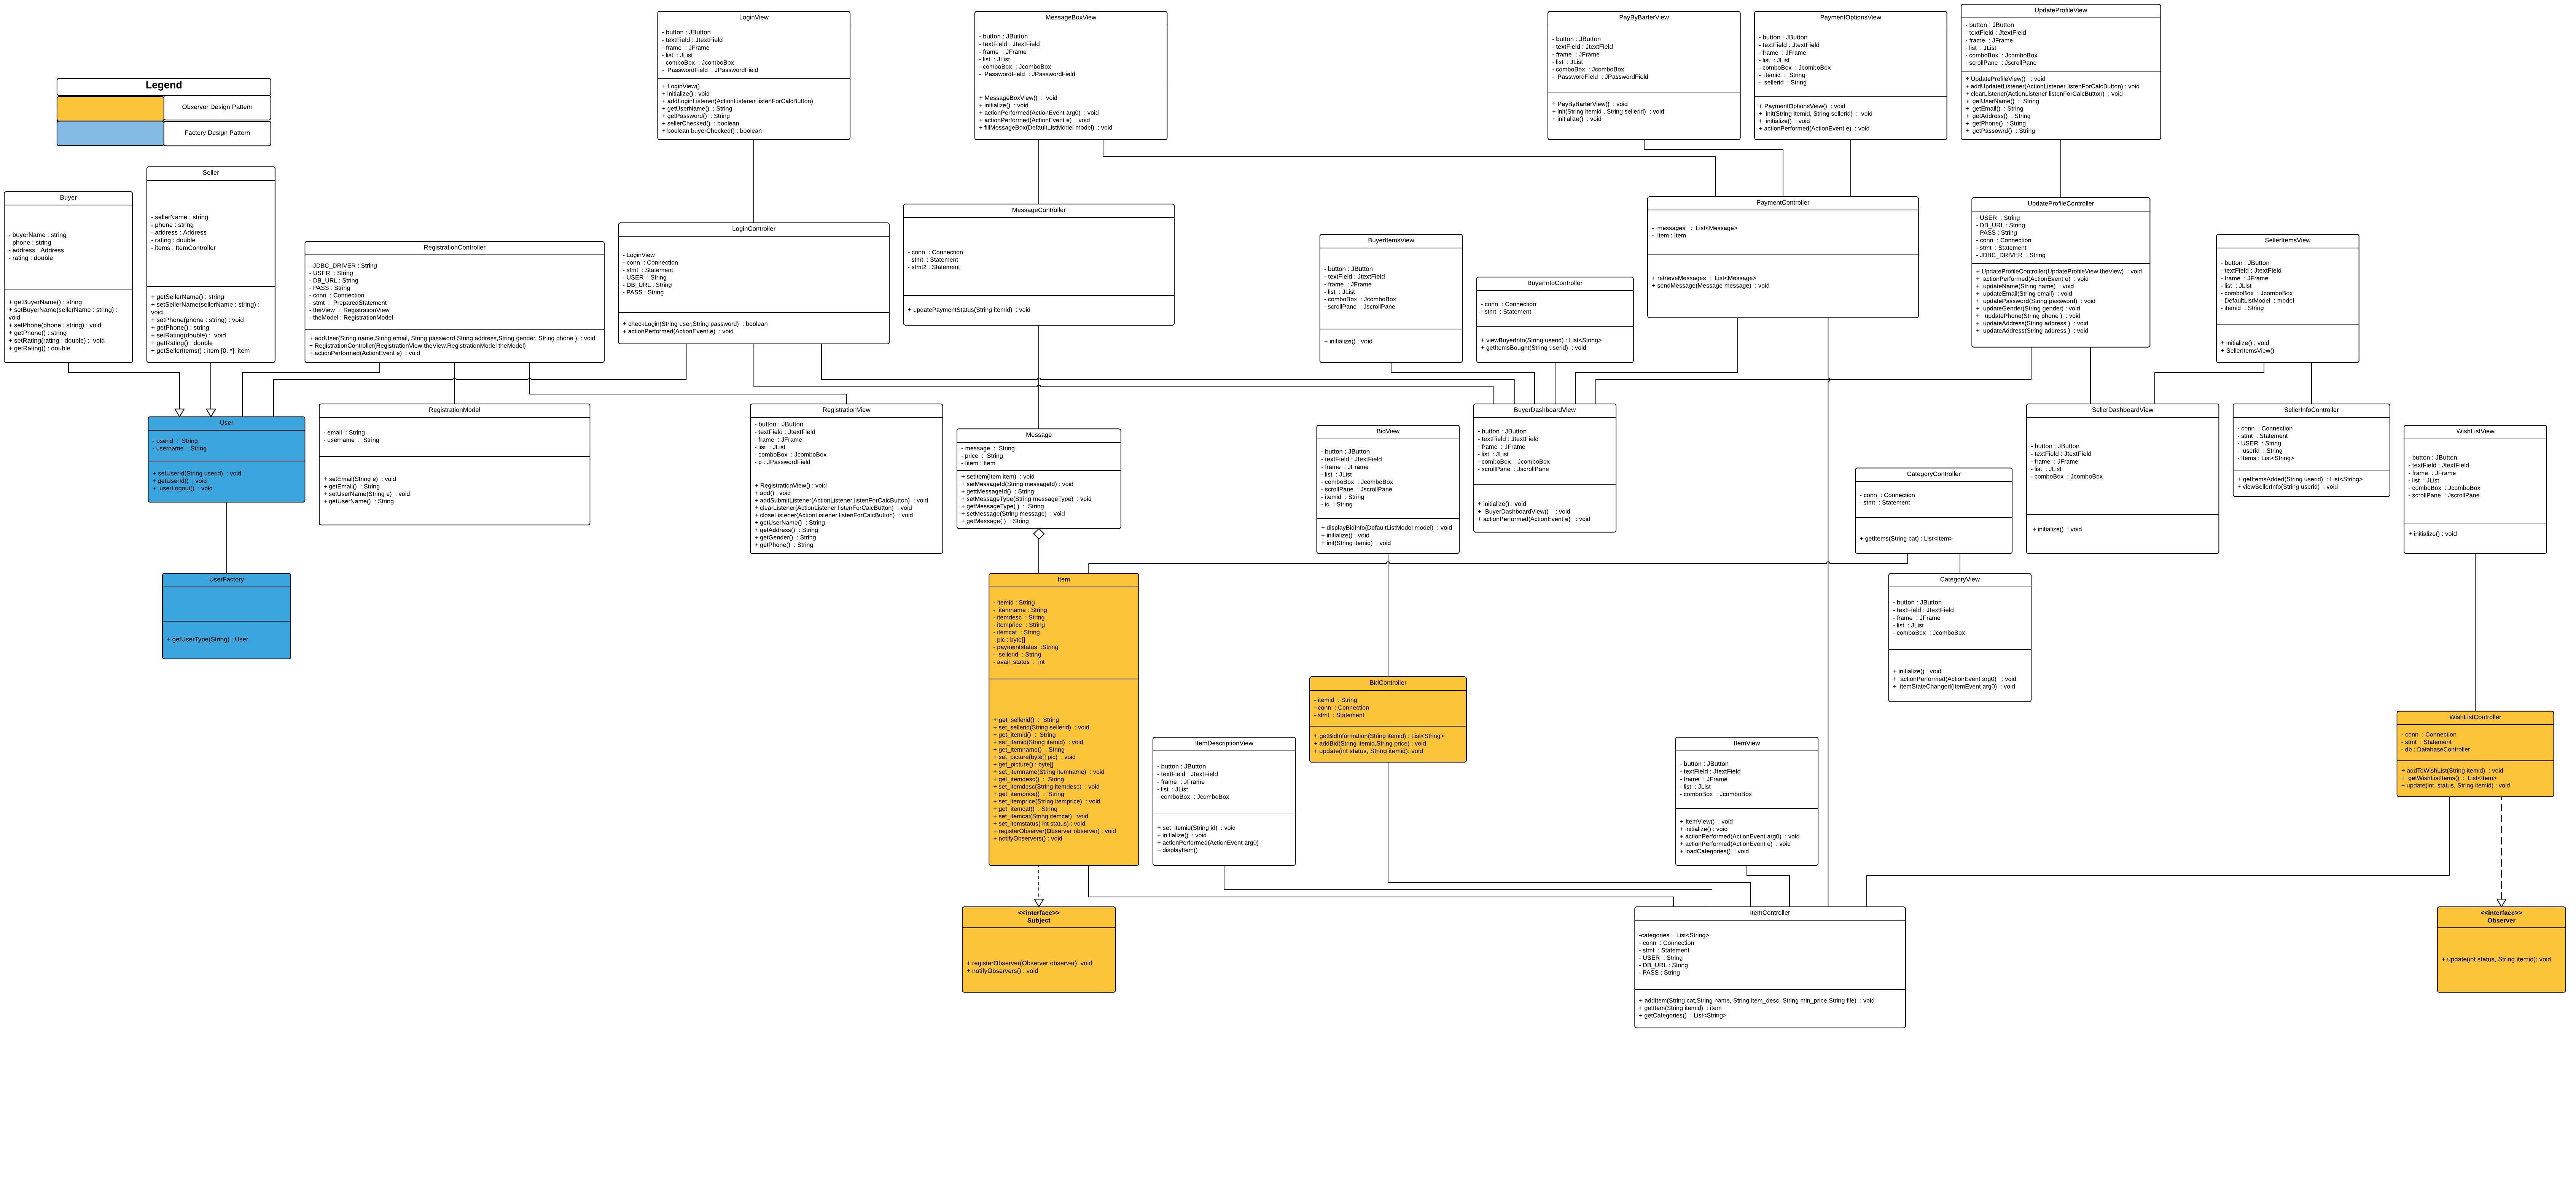 LoginView
- button : JButton
- textField : JtextField
- frame  : JFrame
- list  : JList
- comboBox  : JcomboBox
-  PasswordField  : JPasswordField
+ LoginView()
+ initialize() : void
+ addLoginListener(ActionListener listenForCalcButton)
+ getUserName()  : String
+ getPassword()  : String
+ sellerChecked()  : boolean
+ boolean buyerChecked() : boolean
MessageBoxView
- button : JButton
- textField : JtextField
- frame  : JFrame
- list  : JList
- comboBox  : JcomboBox
-  PasswordField  : JPasswordField
+ MessageBoxView()  :  void
+ initialize()  : void
+ actionPerformed(ActionEvent arg0)  : void
+ actionPerformed(ActionEvent e)  : void
+ fillMessageBox(DefaultListModel model)  : void
PayByBarterView
- button : JButton
- textField : JtextField
- frame  : JFrame
- list  : JList
- comboBox  : JcomboBox
-  PasswordField  : JPasswordField
+ PayByBarterView()  : void
+ init(String itemid , String sellerid)  : void
+ initialize()  : void
PaymentOptionsView
- button : JButton
- textField : JtextField
- frame  : JFrame
- list  : JList
- comboBox  : JcomboBox
-  itemid  :  String
-  sellerid  : String
+ PaymentOptionsView()  : void
+  init(String itemid, String sellerid)  :  void
+  initialize()  : void
+ actionPerformed(ActionEvent e)  : void
UpdateProfileView
- button : JButton
- textField : JtextField
- frame  : JFrame
- list  : JList
- comboBox  : JcomboBox
- scrollPane  : JscrollPane
+ UpdateProfileView()   : void
+ addUpdatetListener(ActionListener listenForCalcButton) : void
+ clearListener(ActionListener listenForCalcButton)  : void
+  getUserName()  :  String
+  getEmail()  : String
+  getAddress()  : String
+  getPhone()  : String
+  getPassowrd()  : String
Legend
Observer Design Pattern
Factory Design Pattern
Buyer
- buyerName : string
- phone : string
- address : Address
- rating : double
+ getBuyerName() : string
+ setBuyerName(sellerName : string) :
void
+ setPhone(phone : string) : void
+ getPhone() : string
+ setRating(rating : double) :  void
+ getRating() : double
Seller
- sellerName : string
- phone : string
- address : Address
- rating : double
- items : ItemController
+ getSellerName() : string
+ setSellerName(sellerName : string) :
void
+ setPhone(phone : string) : void
+ getPhone() : string
+ setRating(double) :  void
+ getRating() : double
+ getSellerItems() : item [0..*]: item
RegistrationController
- JDBC_DRIVER : String
- USER  : String
- DB_URL : String
- PASS : String
- conn : Connection
- stmt  :  PreparedStatement
- theView  :  RegistrationView
- theModel : RegistrationModel
+ addUser(String name,String email, String password,String address,String gender, String phone )  : void
+ RegistrationController(RegistrationView theView,RegistrationModel theModel)
+ actionPerformed(ActionEvent e)  : void
LoginController
- LoginView
- conn  : Connection
- stmt  : Statement
- USER  : String
- DB_URL : String
- PASS : String
+ checkLogin(String user,String password)  : boolean
+ actionPerformed(ActionEvent e)  : void
MessageController
- conn  : Connection
- stmt  : Statement
- stmt2 : Statement
+ updatePaymentStatus(String itemid)  : void
BuyerItemsView
- button : JButton
- textField : JtextField
- frame  : JFrame
- list  : JList
- comboBox  : JcomboBox
- scrollPane  : JscrollPane
+ initialize()  : void
BuyerInfoController
- conn  : Connection
- stmt  : Statement
+ viewBuyerInfo(String userid) : List<String>
+ getItemsBought(String userid)  : void
PaymentController
-  messages   :  List<Message>
-  item : Item
+ retrieveMessages  :  List<Message>
+ sendMessage(Message message)  : void
UpdateProfileController
- USER  : String
- DB_URL : String
- PASS : String
- conn  : Connection
- stmt  : Statement
- JDBC_DRIVER  : String
+ UpdateProfileController(UpdateProfileView theView)  : void
+  actionPerformed(ActionEvent e)  : void
+  updateName(String name)  : void
+  updateEmail(String email)  : void
+  updatePassword(String password)  : void
+  updateGender(String gender) : void
+   updatePhone(String phone )  : void
+  updateAddress(String address )  : void
+  updateAddress(String address )  : void
SellerItemsView
- button : JButton
- textField : JtextField
- frame  : JFrame
- list  : JList
- comboBox  : JcomboBox
- DefaultListModel  : model
- itemid  : String
+ initialize() : void
+ SellerItemsView()
User
- userid  :  String
- username  : String
+ setUserId(String userid)  : void
+ getUserId()  : void
+  userLogout()  : void
RegistrationModel
- email  : String
- username  :  String
+ setEmail(String e)  : void
+ getEmail()  : String
+ setUserName(String e)  : void
+ getUserName()  : String
RegistrationView
- button : JButton
- textField : JtextField
- frame  : JFrame
- list  : JList
- comboBox  : JcomboBox
- p : JPasswordField
+ RegistrationView() ; void
+ add() : void
+ addSubmitListener(ActionListener listenForCalcButton)  : void
+ clearListener(ActionListener listenForCalcButton)  : void
+ closeListener(ActionListener listenForCalcButton)  : void
+ getUserName()  : String
+ getAddress()  : String
+ getGender()  : String
+ getPhone()  : String
Message
- message  :  String
- price  :  String
- Iitem : Item
+ setItem(Item item)  : void
+ setMessageId(String messageId) : void
+ gettMessageId()  :  String
+ setMessageType(String messageType)  : void
+ getMessageType( )  :  String
+ setMessage(String message)  : void
+ getMessage( )  : String
BidView
- button : JButton
- textField : JtextField
- frame  : JFrame
- list  : JList
- comboBox  : JcomboBox
- scrollPane  : JscrollPane
- itemid  : String
- id  : String
+ displayBidInfo(DefaultListModel model)  : void
+ initialize() : void
+ init(String itemid)  : void
BuyerDashboardView
- button : JButton
- textField : JtextField
- frame  : JFrame
- list  : JList
- comboBox  : JcomboBox
- scrollPane  : JscrollPane
+ initialize() : void
+  BuyerDashboardView()    : void
+ actionPerformed(ActionEvent e)   : void
CategoryController
- conn  : Connection
- stmt  : Statement
+ getItems(String cat) : List<Item>
SellerDashboardView
- button : JButton
- textField : JtextField
- frame  : JFrame
- list  : JList
- comboBox  : JcomboBox
+ initialize()  : void
SellerInfoController
- conn  : Connection
- stmt  : Statement
- USER  : String
-  userid  : String
- Items : List<String>
+ getItemsAdded(String userid)  : List<String>
+ viewSellerInfo(String userid)  : void
WishListView
- button : JButton
- textField : JtextField
- frame  : JFrame
- list  : JList
- comboBox  : JcomboBox
- scrollPane  : JscrollPane
+ initialize() : void
UserFactory
+ getUserType(String) : User
Item
- itemid : String
-  itemname  : String
- itemdesc  : String
- itemprice  : String
- itemcat  : String
- pic : byte[]
- paymentstatus  :String
-  sellerid  : String
- avail_status  :  int
+ get_sellerid()  :  String
+ set_sellerid(String sellerid)  : void
+ get_itemid()  :  String
+ set_itemid(String itemid)  : void
+ get_itemname()  : String
+ set_picture(byte[] pic)  : void
+ get_picture() : byte[]
+ set_itemname(String itemname)  : void
+ get_itemdesc()  :  String
+ set_itemdesc(String itemdesc)  : void
+ get_itemprice()  :  String
+ set_itemprice(String itemprice)  : void
+ get_itemcat()  : String
+ set_itemcat(String itemcat)  :void
+ set_itemstatus( int status) : void
+ registerObserver(Observer observer) : void
+ notifyObservers() : void
CategoryView
- button : JButton
- textField : JtextField
- frame  : JFrame
- list  : JList
- comboBox  : JcomboBox
+ initialize() : void
+  actionPerformed(ActionEvent arg0)   : void
+  itemStateChanged(ItemEvent arg0)  : void
BidController
- itemid  : String
- conn  : Connection
- stmt  : Statement
+ getBidInformation(String itemid) : List<String>
+ addBid(String itemid,String price) : void
+ update(int status, String itemid): void
ItemDescriptionView
- button : JButton
- textField : JtextField
- frame  : JFrame
- list  : JList
- comboBox  : JcomboBox
+ set_itemid(String id)  : void
+ initialize()  : void
+ actionPerformed(ActionEvent arg0)
+ displayItem()
ItemView
- button : JButton
- textField : JtextField
- frame  : JFrame
- list  : JList
- comboBox  : JcomboBox
+ ItemView()  : void
+ initialize() : void
+ actionPerformed(ActionEvent arg0)  : void
+ actionPerformed(ActionEvent e)  : void
+ loadCategories()  : void
WishListController
- conn  : Connection
- stmt  : Statement
- db : DatabaseController
+ addToWishList(String itemid)  : void
+  getWishListItems()  :  List<Item>
+ update(int  status, String itemid) : void
<<interface>>
Subject
+ registerObserver(Observer observer): void
+ notifyObservers() : void
ItemController
-categories :  List<String>
- conn  : Connection
- stmt  : Statement
- USER  : String
- DB_URL : String
- PASS : String
+ addItem(String cat,String name, String item_desc, String min_price,String file)  : void
+ getItem(String itemid)  : item
+ getCategories()  : List<String>
<<interface>>
Observer
+ update(int status, String itemid): void